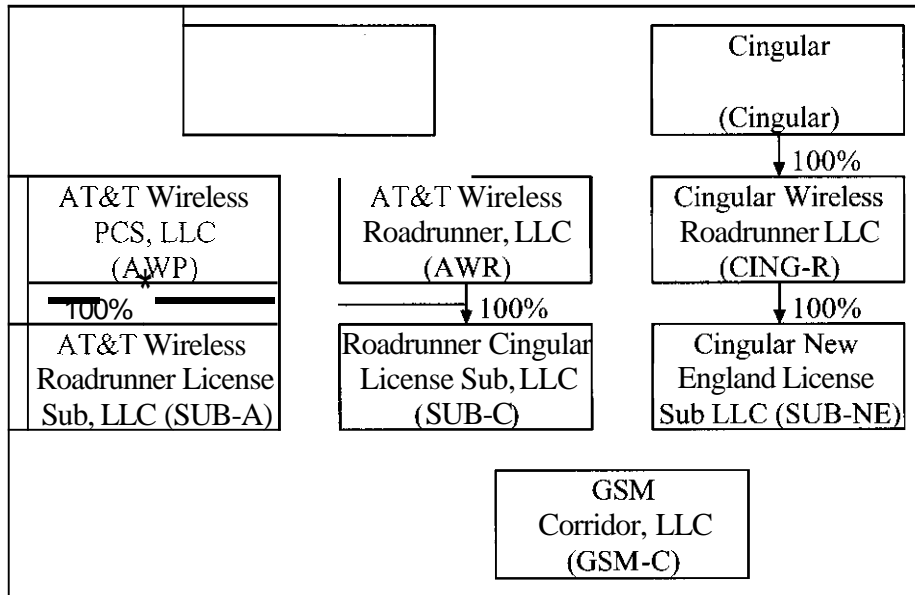 Cingular
(Cingular)
100%
AT&T Wireless
PCS, LLC
(AWP)
AT&T Wireless
Roadrunner, LLC
(AWR)
Cingular Wireless
Roadrunner LLC
(CING-R)
100%
100%
100%
AT&T Wireless
Roadrunner License
Sub, LLC (SUB-A)
Roadrunner Cingular
License Sub, LLC
(SUB-C)
Cingular New
England License
Sub LLC (SUB-NE)
GSM
Corridor, LLC
(GSM-C)